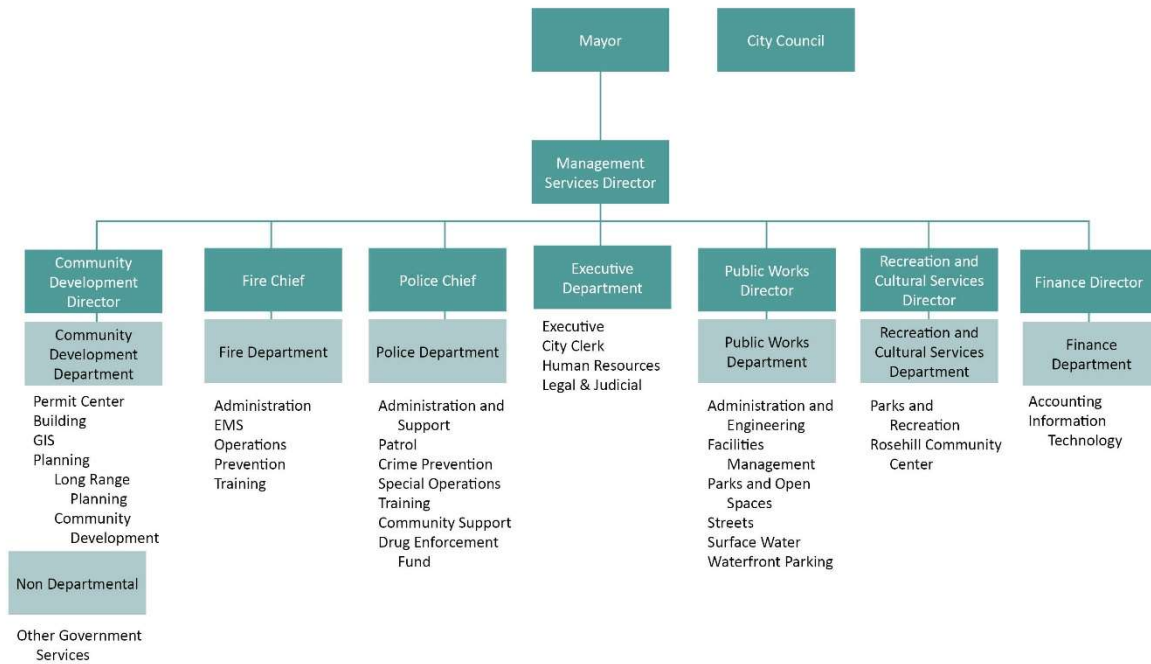 Mayor
City Council
Management
Services Director
Community
Development
Director
Fire Chief
Police Chief
Executive
Department
Public Works
Director
Recreation and
Cultural Services
Director
Finance Director
Community
Development
Department
Fire Department
Police Department
Public Works
Department
Recreation and
Cultural Services
Department
Finance
Department
Permit Center
Building
GIS
Planning
Long Range
Planning
Community
Development
Administration
EMS
Operations
Prevention
Training
Administration and
Support
Patrol
Crime Prevention
Special Operations
Training
Community Support
Drug Enforcement
Fund
Executive
City Clerk
Human Resources
Legal & Judicial
Administration and
Engineering
Facilities
Management
Parks and Open
Spaces
Streets
Surface Water
Waterfront Parking
Parks and
Recreation
Rosehill Community
Center
Accounting
Information
Technology
Non Departmental
Other Government
Services